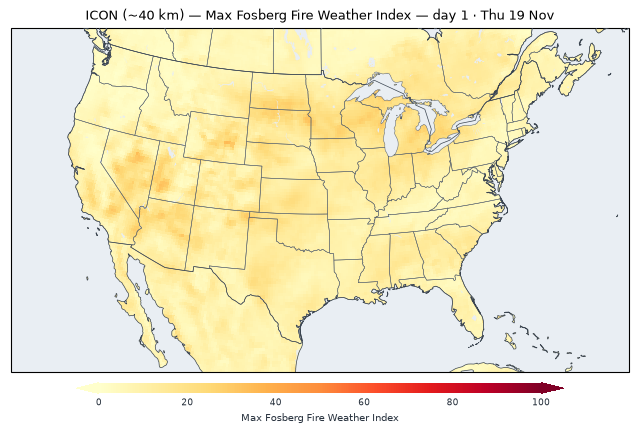 ICON (~40 km) — Max Fosberg Fire Weather Index — day 1 · Thu 19 Nov
0 20 40 60 80 100
Max Fosberg Fire Weather Index